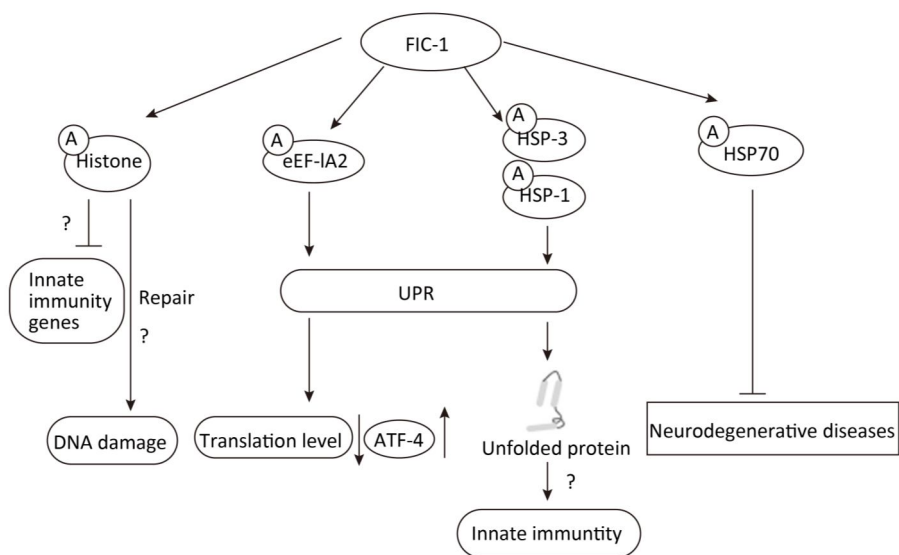 FIC-1
A
Histone
A
eEF-lA2
A
HSP-3
A
HSP-1
A
HSP70
?
Innate
immunity
genes
Repair
?
UPR
DNA damage
Translation level
ATF-4
Unfolded protein
?
Innate immuntity
Neurodegenerative diseases